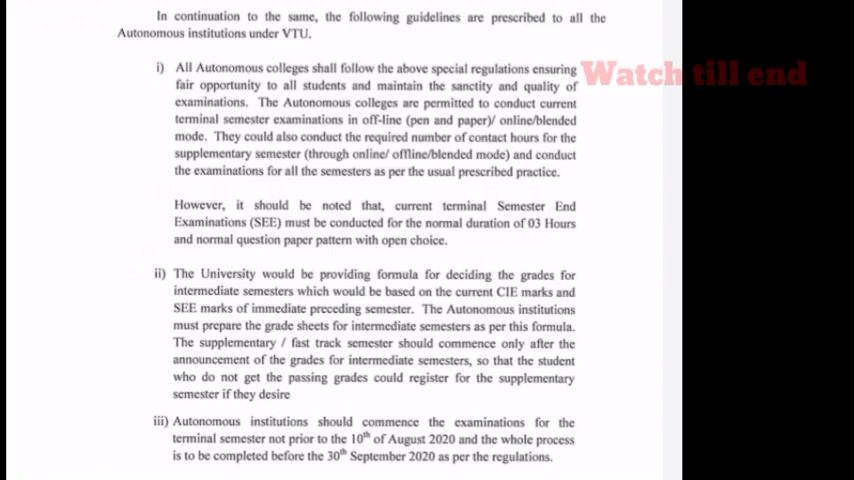 In continuation to the same, the following guidelines are prescribed to all the
Autonomous institutions under VTU.
i) All Autonomous colleges shall follow the above special regulations ensuring
fair opportunity to all students and maintain the sanctity and quality of
examinations. The Autonomous colleges are permitted to conduct current
terminal semester examinations in off-line (pen and paper)/ online/blended
mode. They could also conduct the required number of contact hours for the
supplementary semester (through online/ offline/blended mode) and conduct
the examinations for all the semesters as per the usual prescribed practice.
Watch till end
However, it should be noted that, current terminal Semester End
Examinations (SEE) must be conducted for the normal duration of 03 Hours
and normal question paper pattern with open choice.
ii) The University would be providing formula for deciding the grades for
intermediate semesters which would be based on the current CIE marks and
SEE marks of immediate preceding semester. The Autonomous institutions
must prepare the grade sheets for intermediate semesters as per this formula.
The supplementary / fast track semester should commence only after the
announcement of the grades for intermediate semesters, so that the student
who do not get the passing grades could register for the supplementary
semester if they desire
iii) Autonomous institutions should commence the examinations for the
terminal semester not prior to the 10th of August 2020 and the whole process
is to be completed before the 30th September 2020 as per the regulations.